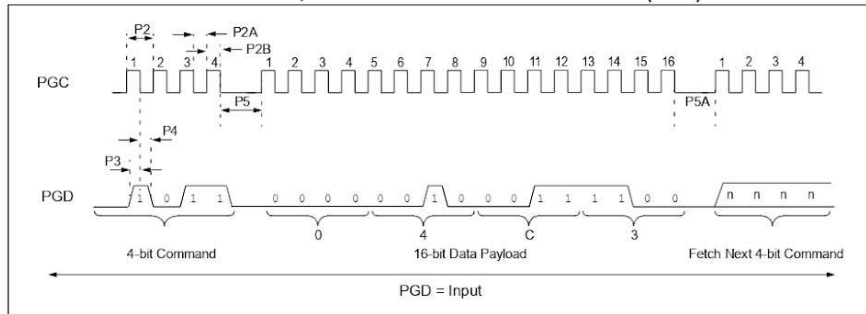 P2 P2A
P2B
1 2 3 4 1 2 3 4 5 6 7 8 9 10 11 12 13 14 15 16 1 2 3 4
PGC
P5 P5A
P4
P3
PGD 1 0 1 1 0 0 0 0 0 0 1 0 0 0 1 1 1 1 0 0 n n n n
0 4 C 3
4-bit Command 16-bit Data Payload Fetch Next 4-bit Command
PGD = Input